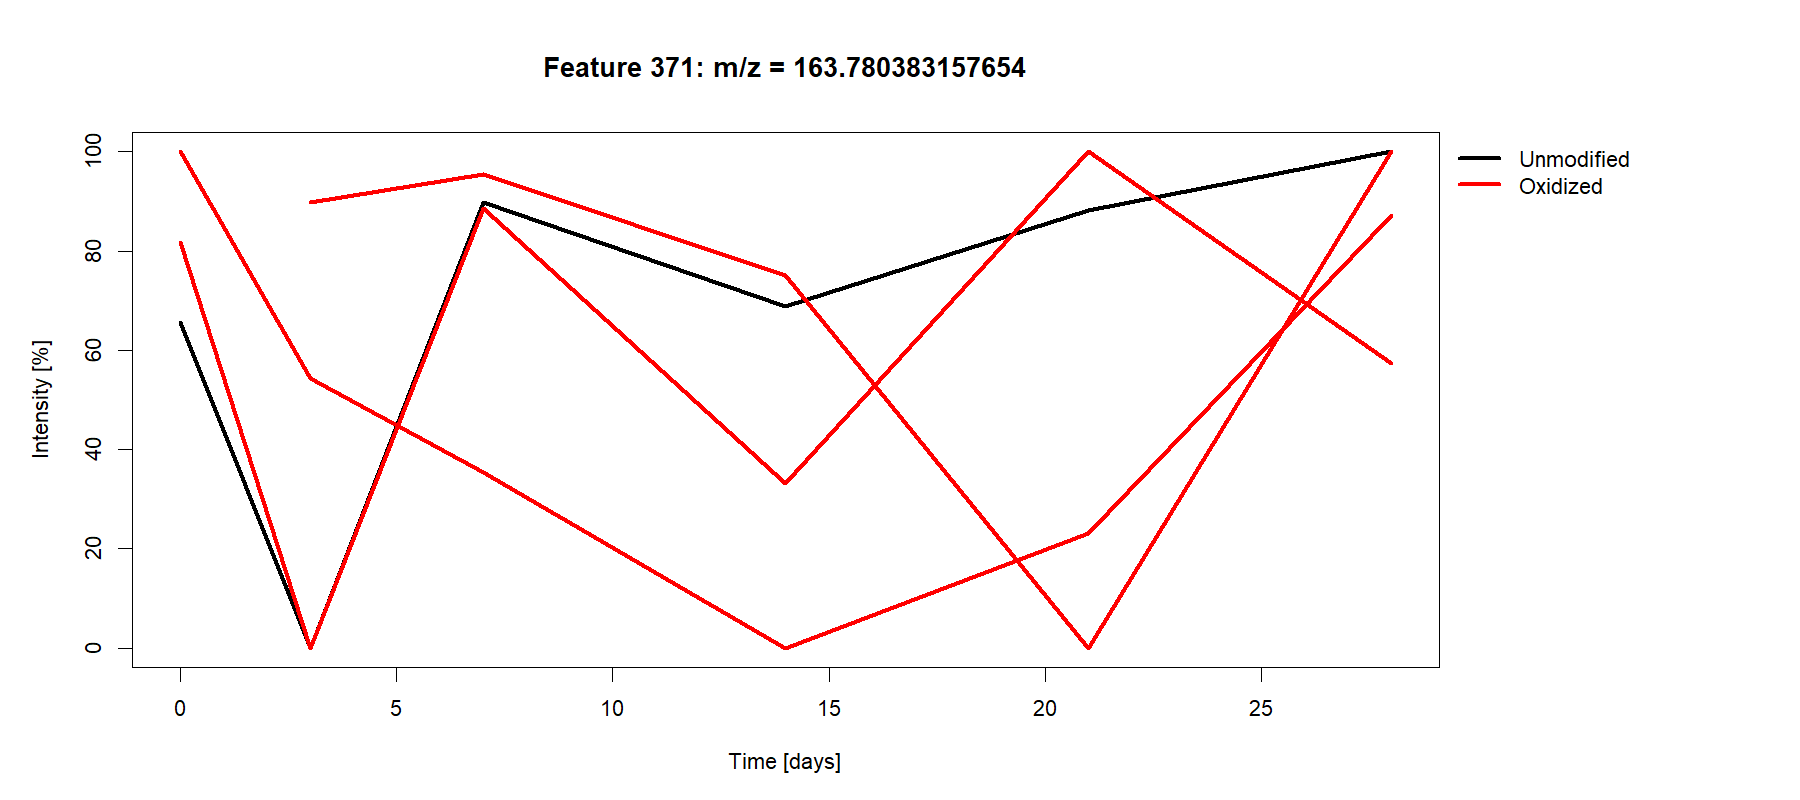 Feature 371: m/z = 163.780383157654
Unmodified
Oxidized
Intensity [%]
100
80
60
40
20
0
0 5 10 15 20 25
Time [days]